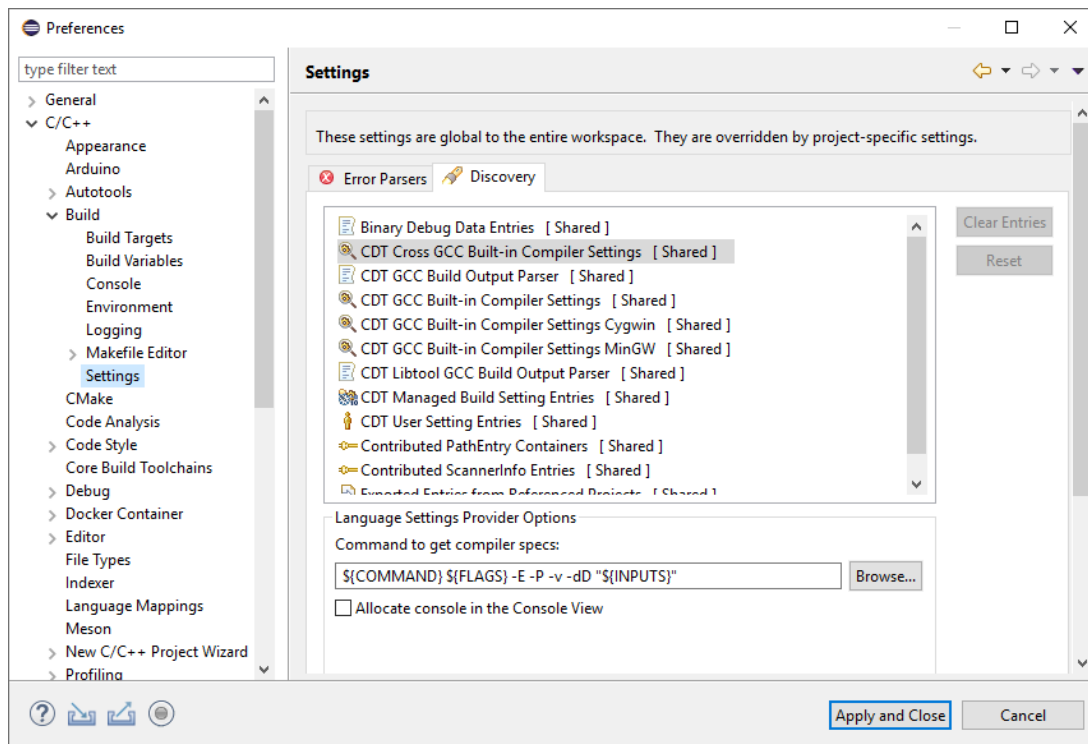 Preferences
type filter text
General
C/C++
Appearance
Arduino
Autotools
Build
Build Targets
Build Variables
Console
Environment
Logging
Makefile Editor
Settings
CMake
Code Analysis
Code Style
Core Build Toolchains
Debug
Docker Container
Editor
File Types
Indexer
Language Mappings
Meson
New C/C++ Project Wizard
Profiling
Settings
These settings are global to the entire workspace.  They are overridden by project-specific settings.
Error Parsers
Discovery
Binary Debug Data Entries   [ Shared ]
CDT Cross GCC Built-in Compiler Settings   [ Shared ]
CDT GCC Build Output Parser   [ Shared ]
CDT GCC Built-in Compiler Settings   [ Shared ]
CDT GCC Built-in Compiler Settings Cygwin   [ Shared ]
CDT GCC Built-in Compiler Settings MinGW   [ Shared ]
CDT Libtool GCC Build Output Parser   [ Shared ]
CDT Managed Build Setting Entries   [ Shared ]
CDT User Setting Entries   [ Shared ]
Contributed PathEntry Containers   [ Shared ]
Contributed ScannerInfo Entries   [ Shared ]
Exported Entries from Referenced Projects   [ Shared ]
Clear Entries
Reset
Language Settings Provider Options
Command to get compiler specs:
${COMMAND} ${FLAGS} -E -P -v -dD "${INPUTS}"
Browse...
Allocate console in the Console View
Apply and Close
Cancel